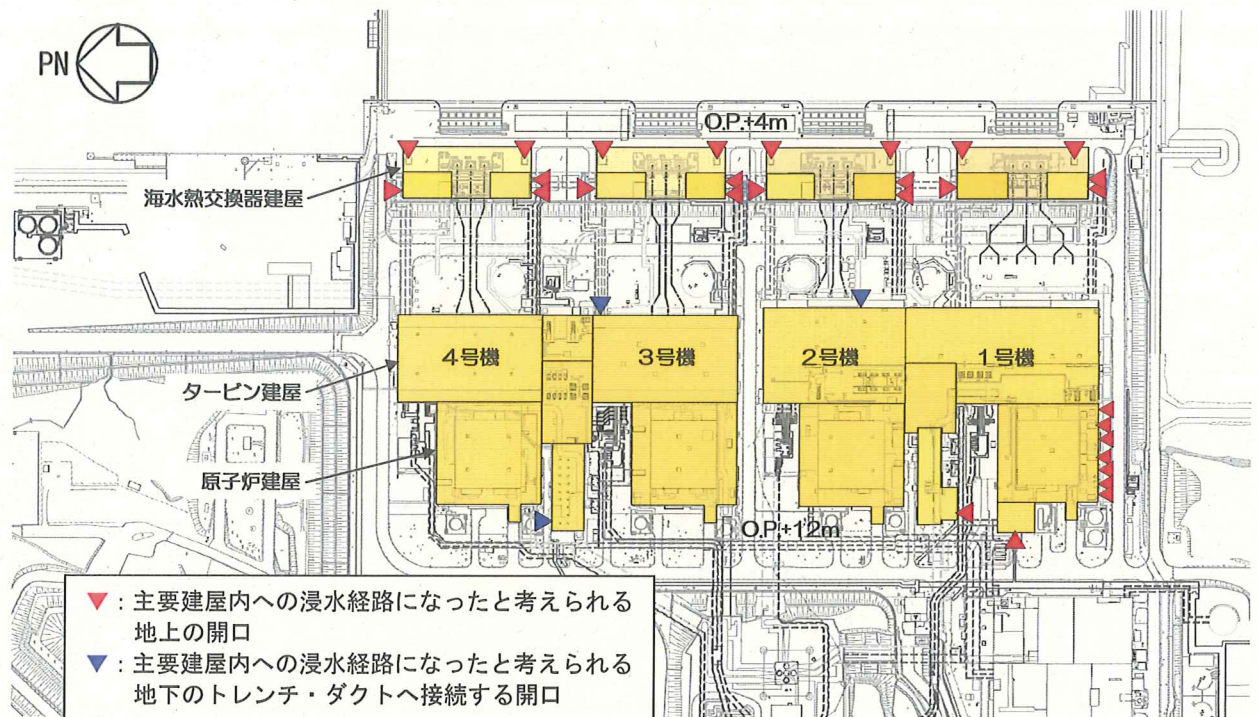 PN
O.P.+4m
海水熱交換器建屋
4号機
3号機
2号機
1号機
タービン建屋
原子炉建屋
O.P.+12m
▼：主要建屋内への浸水経路になったと考えられる
地上の開口
▼：主要建屋内への浸水経路になったと考えられる
地下のトレンチ・ダクトへ接続する開口